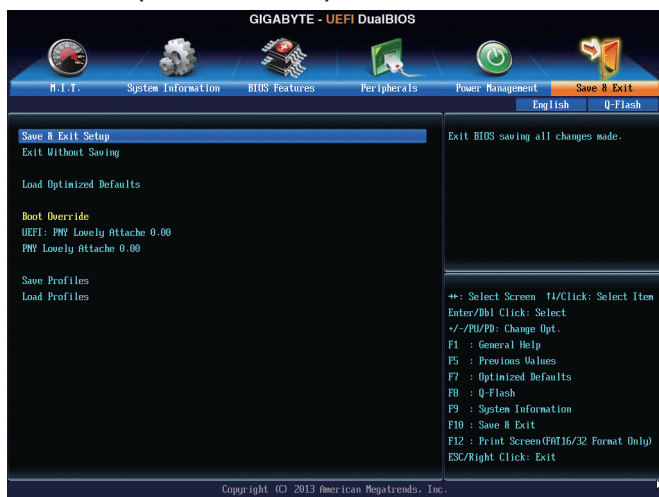 GIGABYTE - UEFI DualBIOS
M.I.T. System Information BIOS Features Peripherals Power Management Save & Exit
English Q-Flash
Save & Exit Setup
Exit Without Saving
Load Optimized Defaults
Boot Override
UEFI: PNY Lovely Attache 0.00
PNY Lovely Attache 0.00
Save Profiles
Load Profiles
Exit BIOS saving all changes made.
→←: Select Screen ↑↓/Click: Select Item
Enter/Dbl Click: Select
+/-/PU/PD: Change Opt.
F1 : General Help
F5 : Previous Values
F7 : Optimized Defaults
F8 : Q-Flash
F9 : System Information
F10 : Save & Exit
F12 : Print Screen(FAT16/32 Format Only)
ESC/Right Click: Exit
Copyright (C) 2013 American Megatrends, Inc.